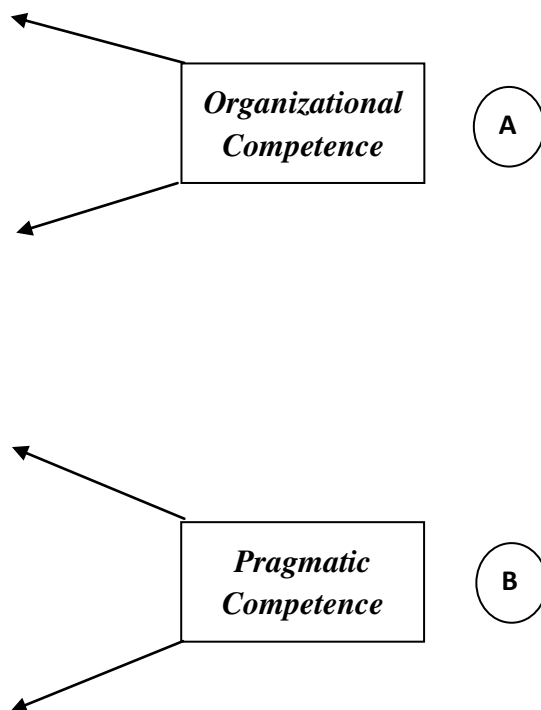 Organizational
Competence
A
Pragmatic
Competence
B